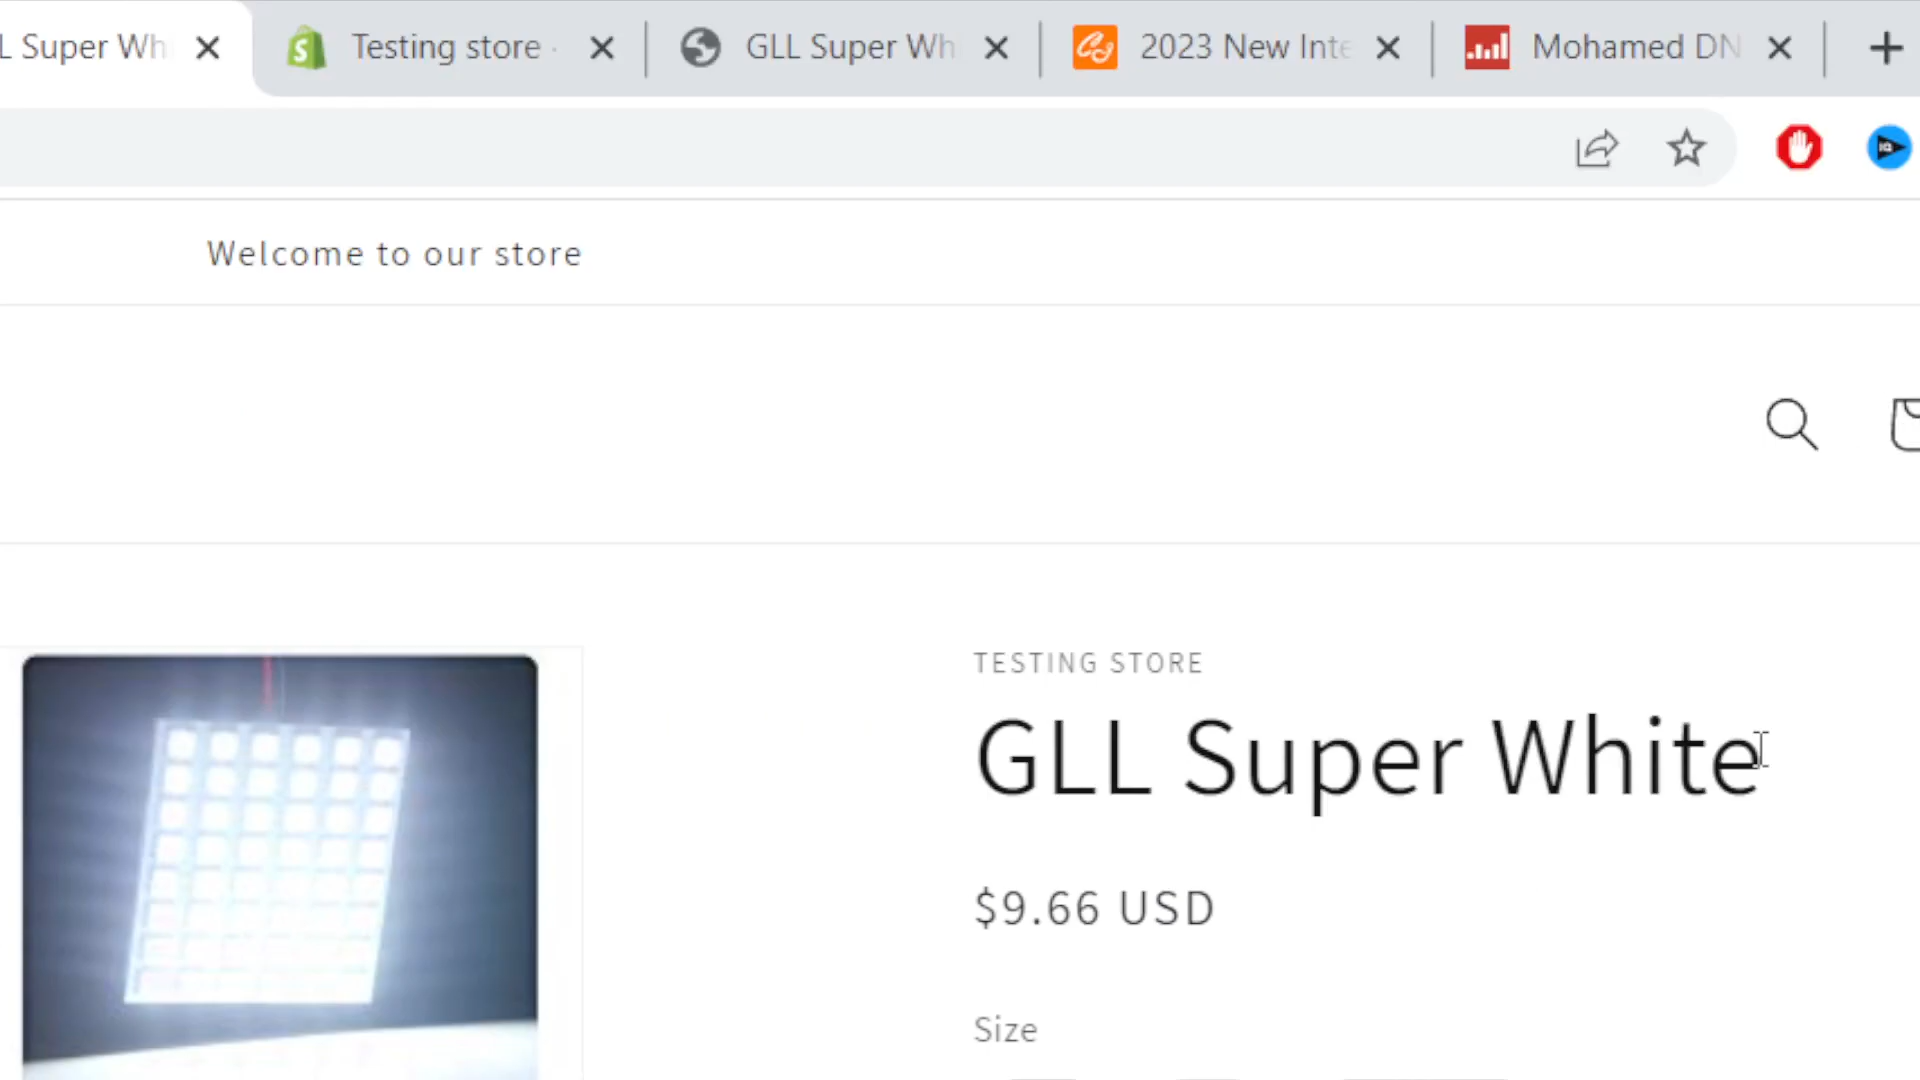 L Super Wh
Testing store
GLL Super Wh
2023 New Inte
Mohamed DN
Welcome to our store
TESTING STORE
GLL Super White
$9.66 USD
Size